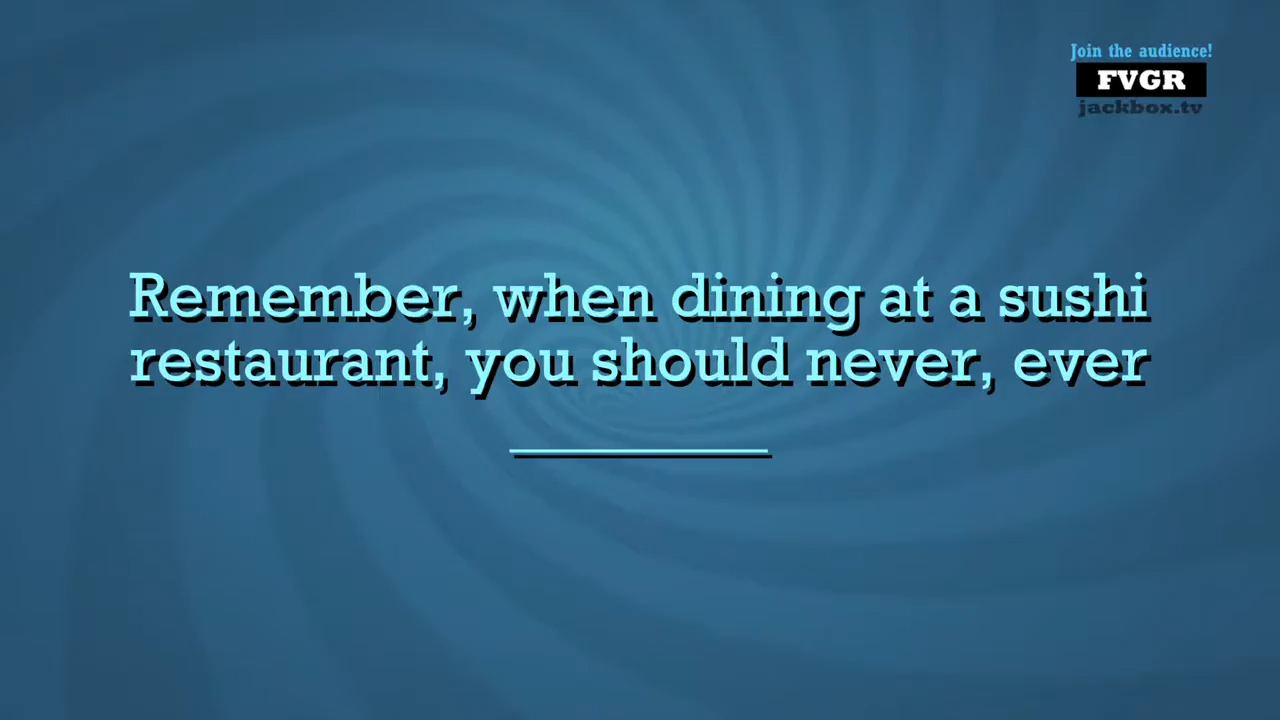 Join the audience!
FVGR
jackbox.tv
Remember, when dining at a sushi
restaurant, you should never, ever